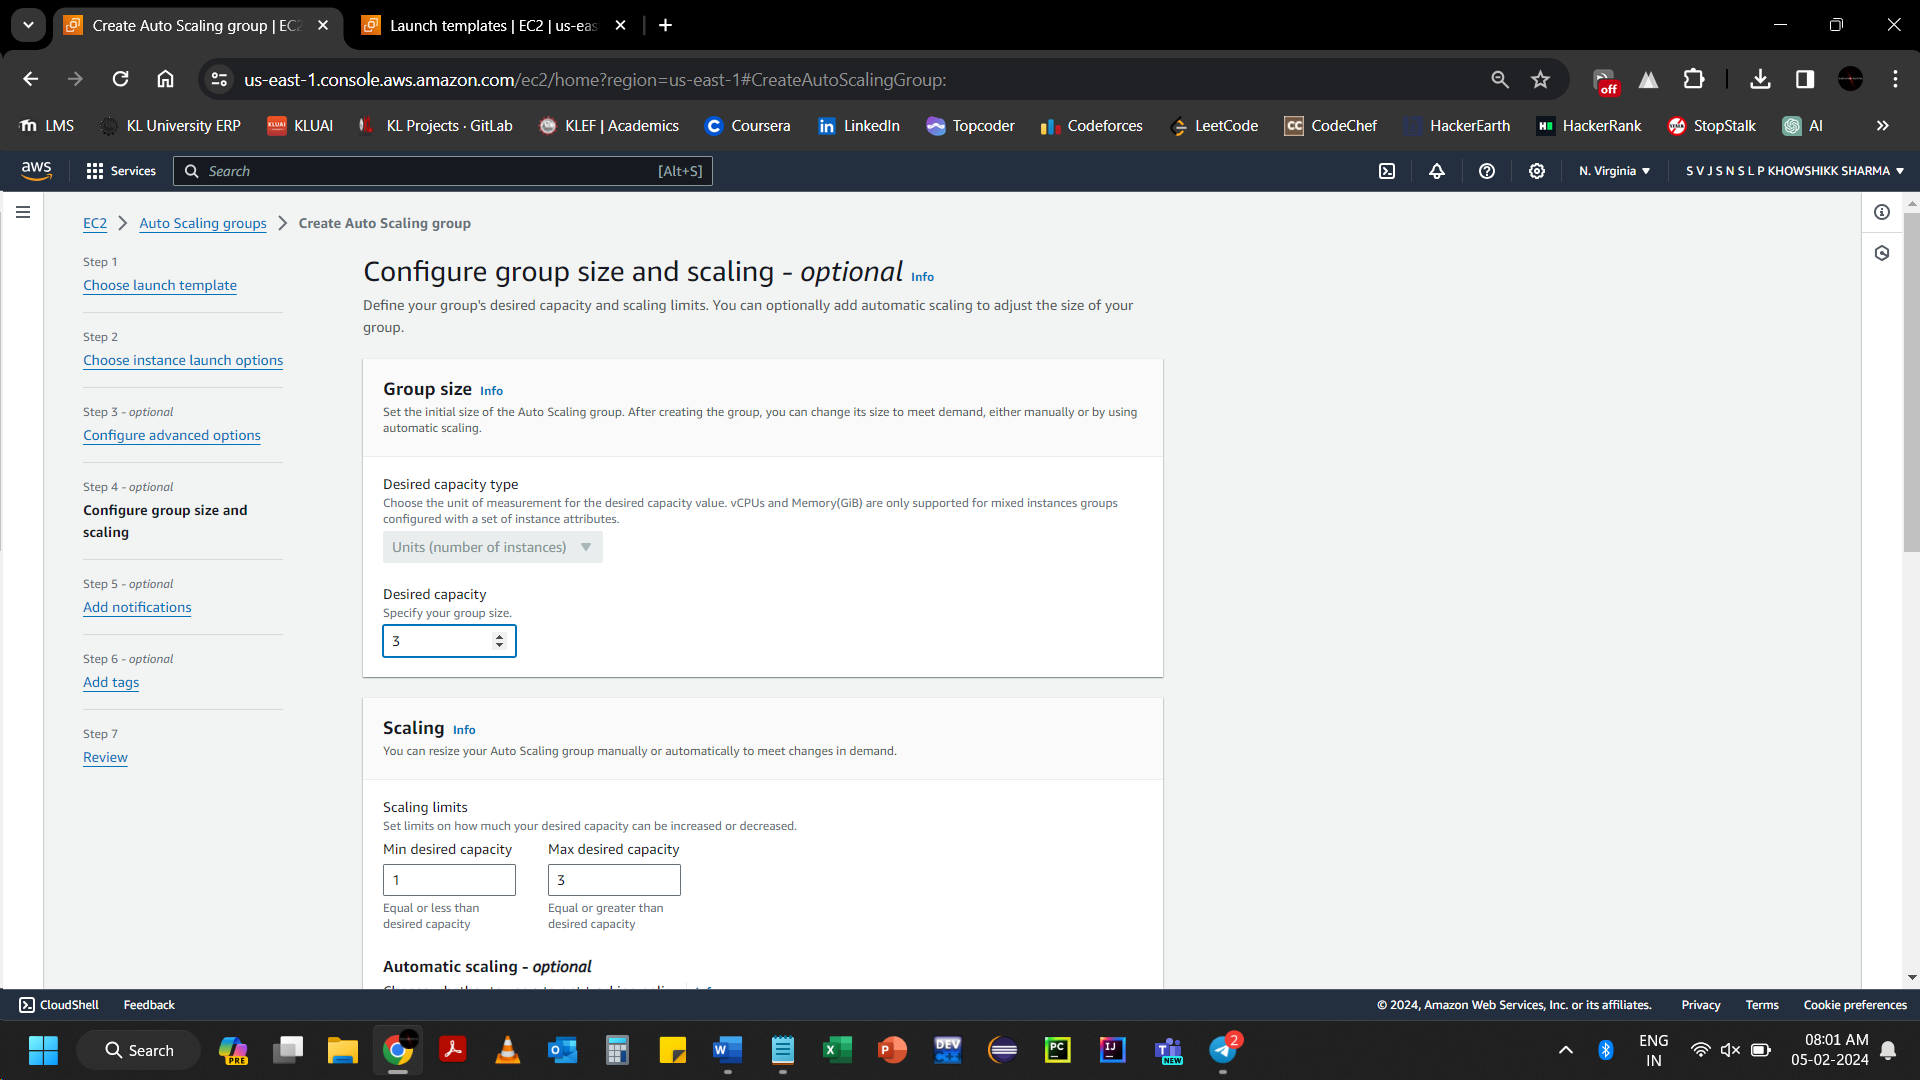 Create Auto Scaling group | EC2
Launch templates | EC2 | us-eas
us-east-1.console.aws.amazon.com/ec2/home?region=us-east-1#CreateAutoScalingGroup:
off
LMS
KL University ERP
KLUAI
KLUAI
KL Projects · GitLab
KLEF | Academics
Coursera
LinkedIn
Topcoder
Codeforces
LeetCode
CodeChef
HackerEarth
HackerRank
StopStalk
AI
aws
Services
Search
[Alt+S]
N. Virginia
S V J S N S L P KHOWSHIKK SHARMA
EC2
Auto Scaling groups
Create Auto Scaling group
Step 1
Choose launch template
Step 2
Choose instance launch options
Step 3 - optional
Configure advanced options
Step 4 - optional
Configure group size and
scaling
Step 5 - optional
Add notifications
Step 6 - optional
Add tags
Step 7
Review
Configure group size and scaling - optional Info
Define your group's desired capacity and scaling limits. You can optionally add automatic scaling to adjust the size of your
group.
Group size Info
Set the initial size of the Auto Scaling group. After creating the group, you can change its size to meet demand, either manually or by using
automatic scaling.
Desired capacity type
Choose the unit of measurement for the desired capacity value. vCPUs and Memory(GiB) are only supported for mixed instances groups
configured with a set of instance attributes.
Units (number of instances)
Desired capacity
Specify your group size.
3
Scaling Info
You can resize your Auto Scaling group manually or automatically to meet changes in demand.
Scaling limits
Set limits on how much your desired capacity can be increased or decreased.
Min desired capacity
Max desired capacity
1
3
Equal or less than
desired capacity
Equal or greater than
desired capacity
Automatic scaling - optional
CloudShell
Feedback
© 2024, Amazon Web Services, Inc. or its affiliates.
Privacy
Terms
Cookie preferences
Search
PRE
DEV
C++
PC
IJ
NEW
2
ENG
IN
08:01 AM
05-02-2024